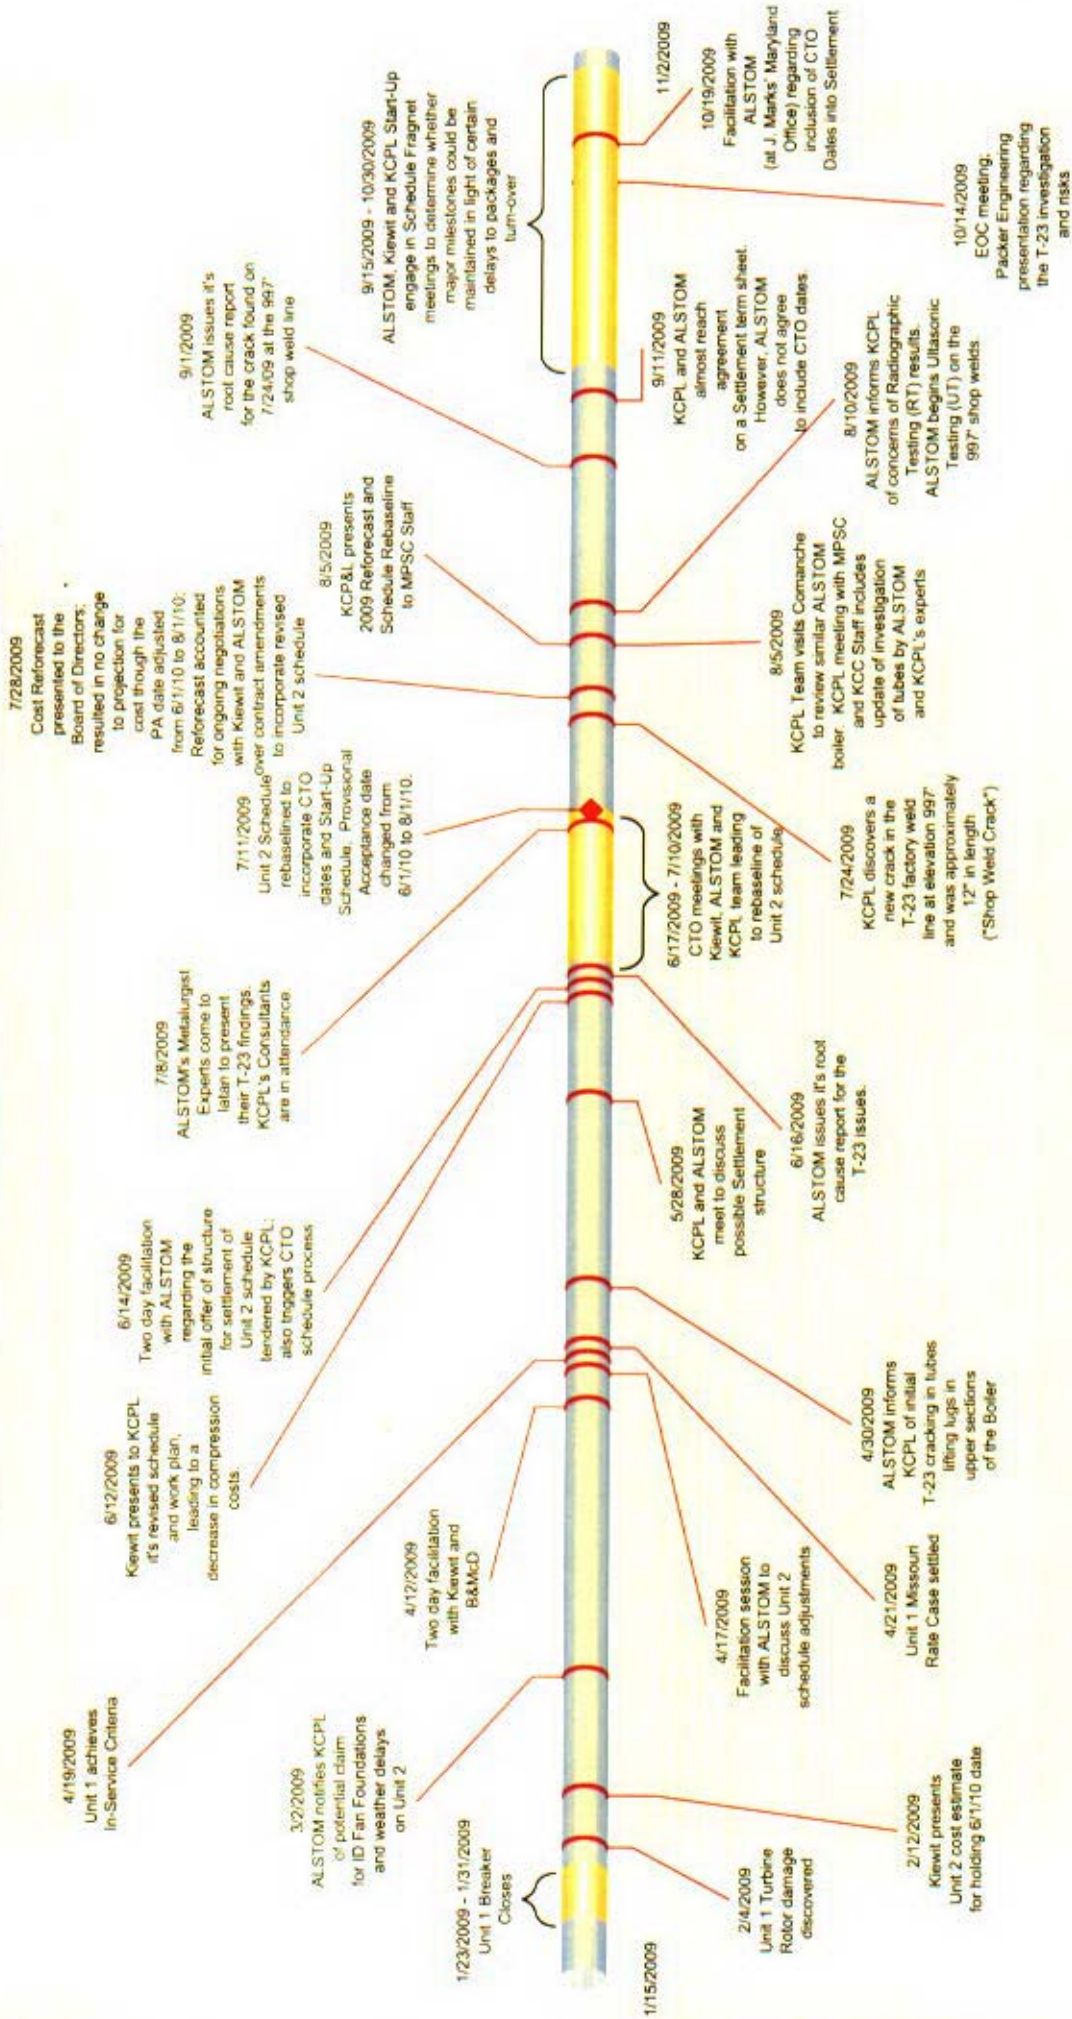 4/19/2009
Unit 1 achieves
In-Service Criteria
3/2/2009
ALSTOM notifies KCPL
of potential claim
for ID Fan Foundations
and weather delays
on Unit 2
1/23/2009 - 1/31/2009
Unit 1 Breaker
Closes
6/12/2009
Kiewit presents to KCPL
it's revised schedule
and work plan,
leading to a
decrease in compression
costs.
4/12/2009
Two day facilitation
with Kiewit and
B&McD
6/14/2009
Two day facilitation
with ALSTOM
regarding the
initial offer of structure
for settlement of
Unit 2 schedule
tendered by KCPL;
also triggers CTO
schedule process
7/8/2009
ALSTOM's Metalurgist
Experts come to
Iatan to present
their T-23 findings.
KCPL's Consultants
are in attendance.
7/11/2009
Unit 2 Schedule
rebaselined to
incorporate CTO
dates and Start-Up
Schedule. Provisional
Acceptance date
changed from
6/1/10 to 8/1/10.
7/28/2009
Cost Reforecast
presented to the
Board of Directors;
resulted in no change
to projection for
cost though the
PA date adjusted
from 6/1/10 to 8/1/10;
Reforecast accounted
for ongoing negotiations
with Kiewit and ALSTOM
over contract amendments
to incorporate revised
Unit 2 schedule
8/5/2009
KCP&L presents
2009 Reforecast and
Schedule Rebaseline
to MPSC Staff
9/1/2009
ALSTOM issues it's
root cause report
for the crack found on
7/24/09 at the 997'
shop weld line
9/15/2009 - 10/30/2009
ALSTOM, Kiewit and KCPL Start-Up
engage in Schedule Fragnet
meetings to determine whether
major milestones could be
maintained in light of certain
delays to packages and
turn-over
1/15/2009
11/2/2009
2/4/2009
Unit 1 Turbine
Rotor damage
discovered
2/12/2009
Kiewit presents
Unit 2 cost estimate
for holding 6/1/10 date
4/17/2009
Facilitation session
with ALSTOM to
discuss Unit 2
schedule adjustments
4/21/2009
Unit 1 Missouri
Rate Case settled
4/30/2009
ALSTOM informs
KCPL of initial
T-23 cracking in tubes
lifting lugs in
upper sections
of the Boiler
5/28/2009
KCPL and ALSTOM
meet to discuss
possible Settlement
structure
6/16/2009
ALSTOM issues it's root
cause report for the
T-23 issues.
6/17/2009 - 7/10/2009
CTO meetings with
Kiewit, ALSTOM and
KCPL team leading
to rebaseline of
Unit 2 schedule
7/24/2009
KCPL discovers a
new crack in the
T-23 factory weld
line at elevation 997'
and was approximately
12" in length
("Shop Weld Crack")
8/5/2009
KCPL Team visits Comanche
to review similar ALSTOM
boiler. KCPL meeting with MPSC
and KCC Staff includes
update of investigation
of tubes by ALSTOM
and KCPL's experts
8/10/2009
ALSTOM informs KCPL
of concerns of Radiographic
Testing (RT) results.
ALSTOM begins Ultasonic
Testing (UT) on the
997' shop welds.
9/11/2009
KCPL and ALSTOM
almost reach
agreement
on a Settlement term sheet.
However, ALSTOM
does not agree
to include CTO dates.
10/14/2009
EOC meeting;
Packer Engineering
presentation regarding
the T-23 investigation
and risks
10/19/2009
Facilitation with
ALSTOM
(at J. Marks' Maryland
Office) regarding
inclusion of CTO
Dates into Settlement